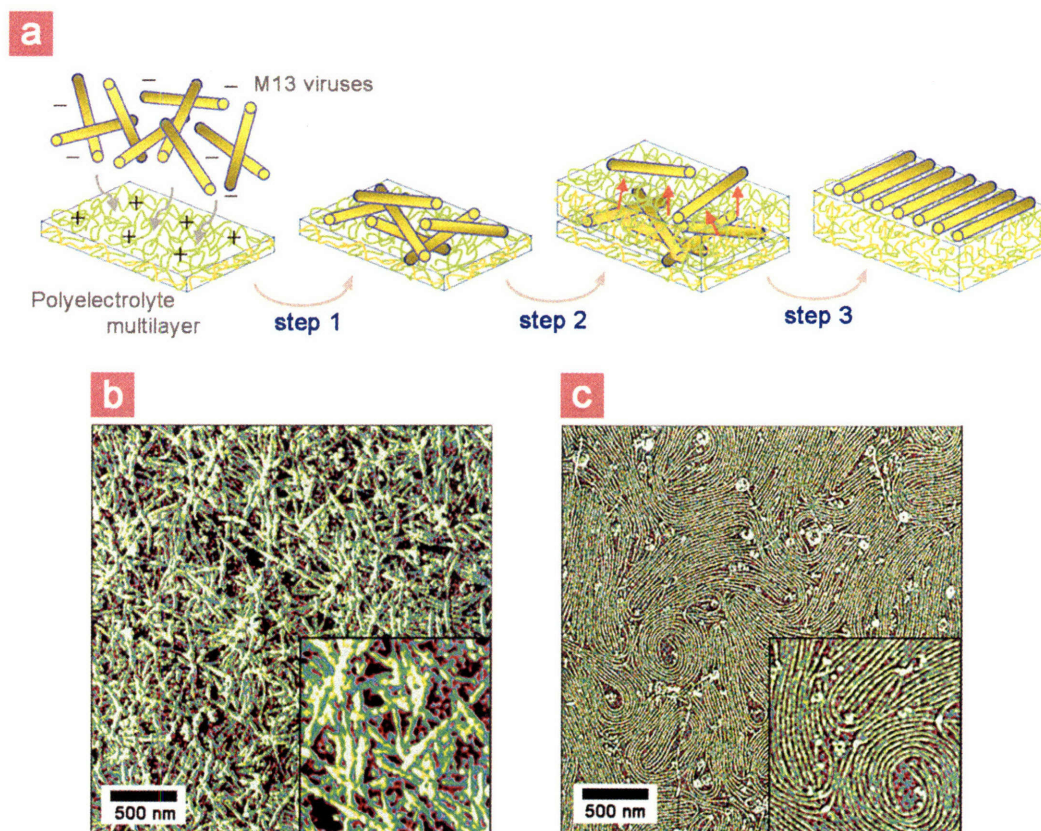 a
M13 viruses
Polyelectrolyte
multilayer
step 1
step 2
step 3
b
c
500 nm
500 nm